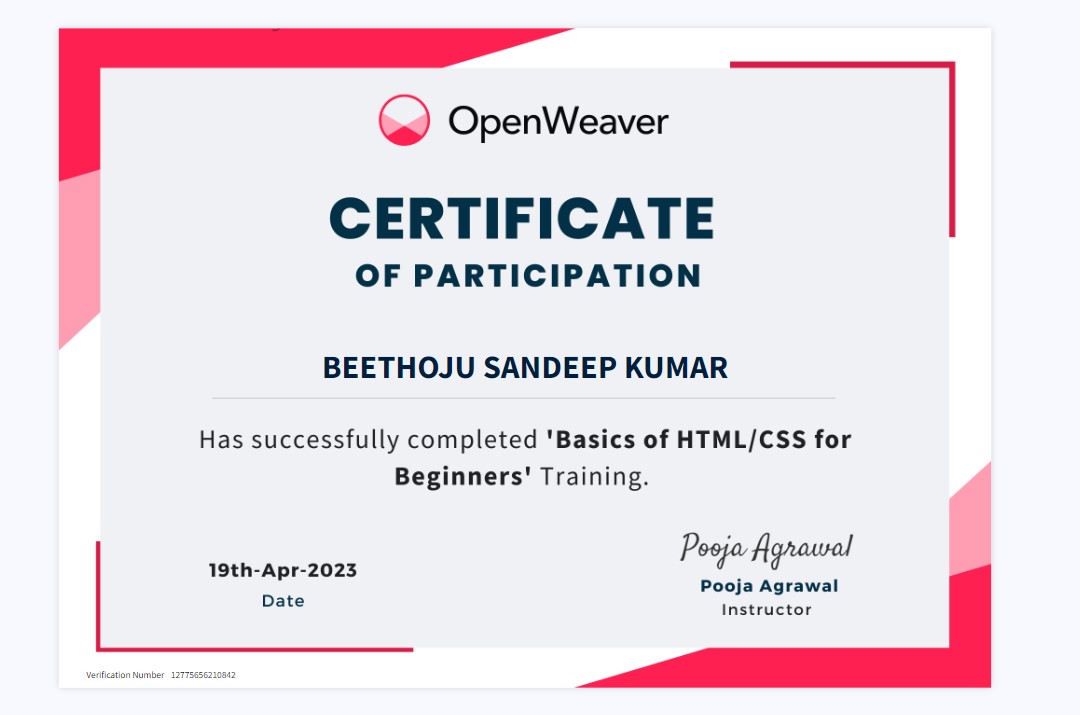 OpenWeaver
CERTIFICATE
OF PARTICIPATION
BEETHOJU SANDEEP KUMAR
Has successfully completed 'Basics of HTML/CSS for
Beginners' Training.
Pooja Agrawal
19th-Apr-2023
Date
Pooja Agrawal
Instructor
Verification Number 12775656210842